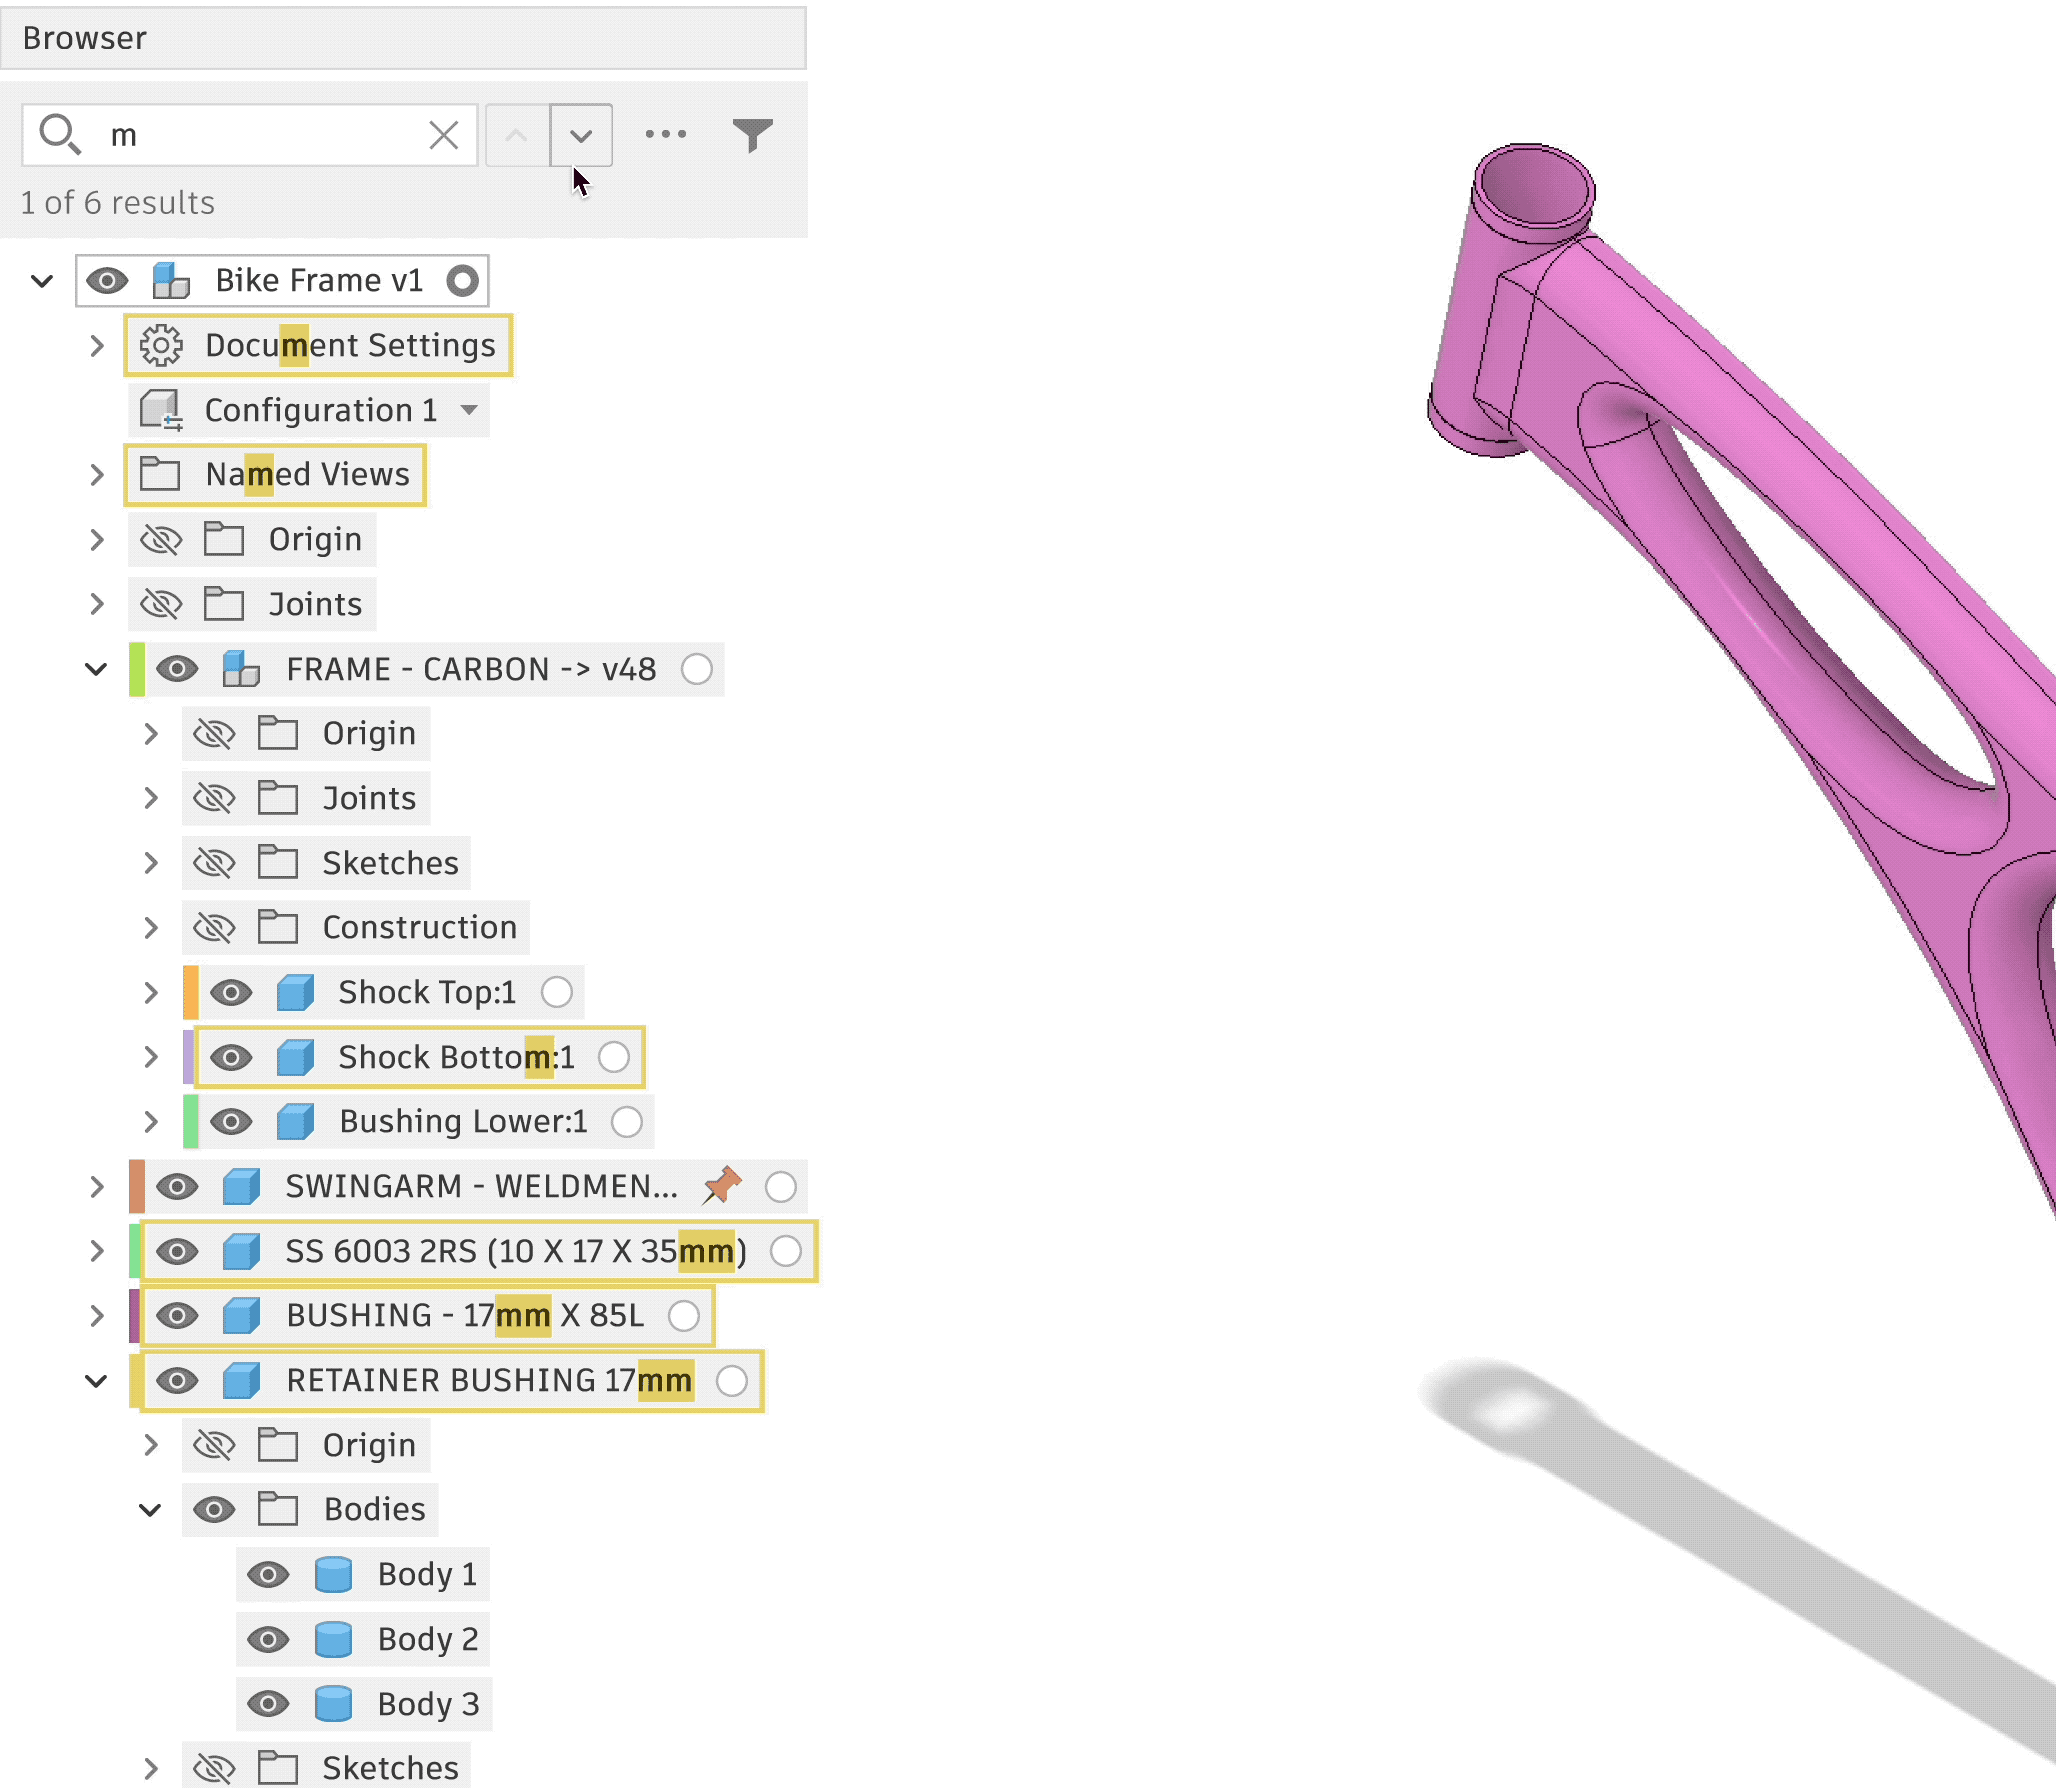 Browser
m
1 of 6 results
Bike Frame v1
Document Settings
Configuration 1
Named Views
Origin
Joints
FRAME - CARBON -> v48
Origin
Joints
Sketches
Construction
Shock Top:1
Shock Bottom:1
Bushing Lower:1
SWINGARM - WELDMEN...
SS 6003 2RS (10 X 17 X 35mm)
BUSHING - 17mm X 85L
RETAINER BUSHING 17mm
Origin
Bodies
Body 1
Body 2
Body 3
Sketches